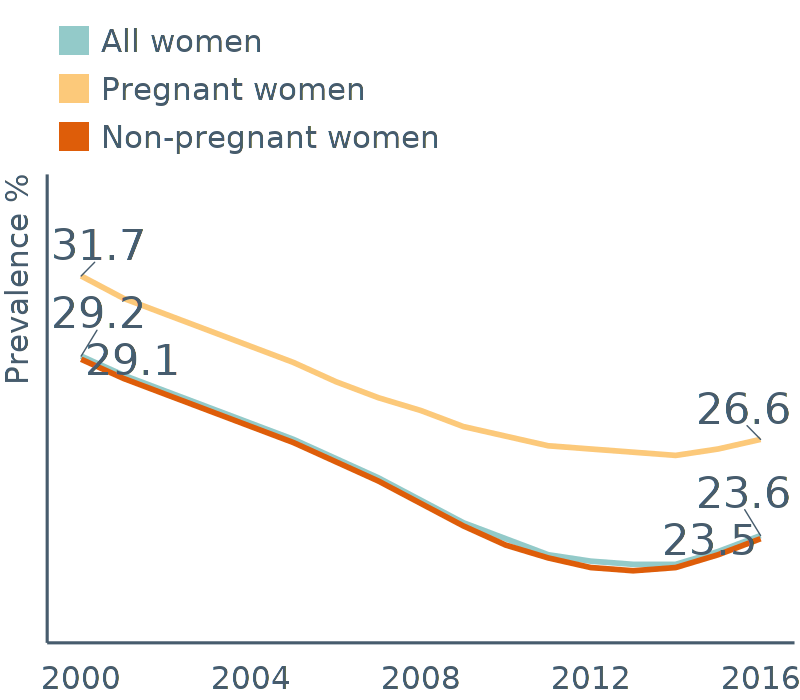 All women
Pregnant women
Non-pregnant women
Prevalence %
31.7
29.2
29.1
26.6
23.6
23.5
2000 2004 2008 2012 2016